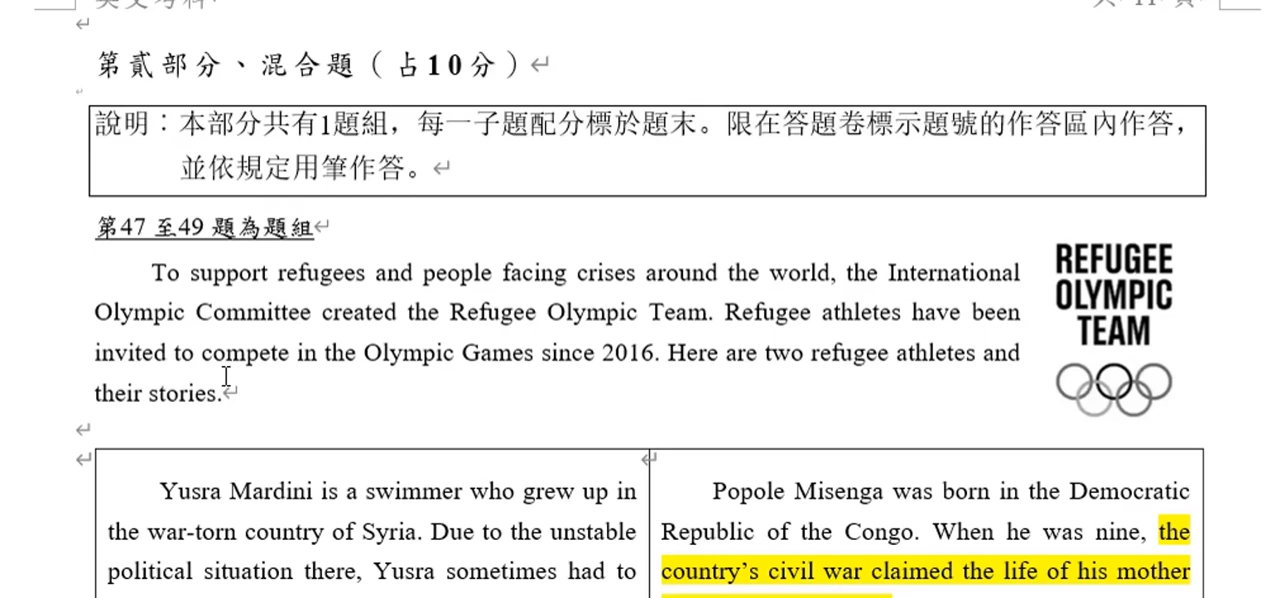 第貳部分、混合題（占10分）
說明：本部分共有1題組，每一子題配分標於題末。限在答題卷標示題號的作答區內作答，
並依規定用筆作答。
第47 至49 題為題組
To support refugees and people facing crises around the world, the International
Olympic Committee created the Refugee Olympic Team. Refugee athletes have been
invited to compete in the Olympic Games since 2016. Here are two refugee athletes and
their stories.
REFUGEE
OLYMPIC
TEAM
Yusra Mardini is a swimmer who grew up in
the war-torn country of Syria. Due to the unstable
political situation there, Yusra sometimes had to
Popole Misenga was born in the Democratic
Republic of the Congo. When he was nine, the
country’s civil war claimed the life of his mother